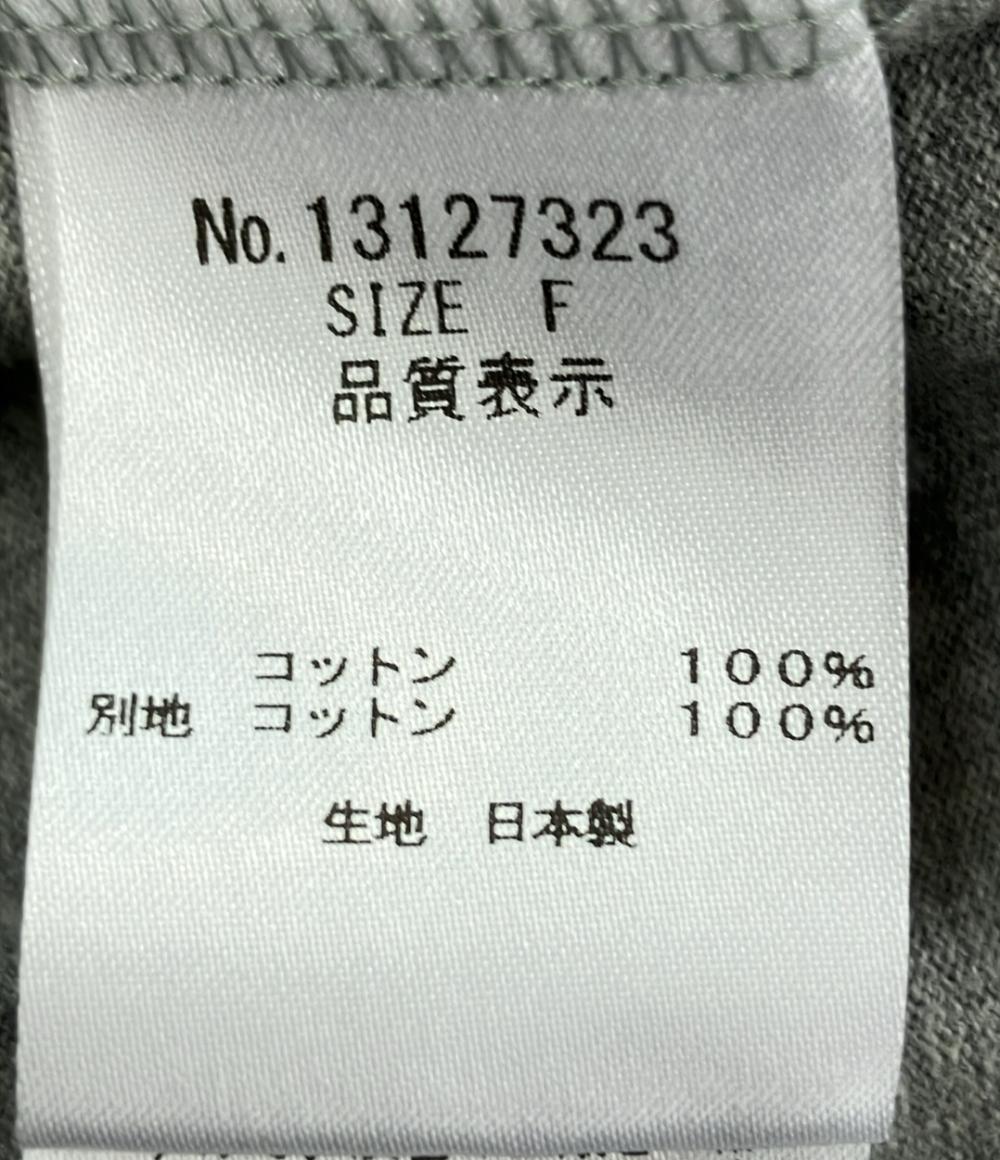 No.13127323
SIZE F
品質表示
コットン 100%
別地 コットン 100%
生地 日本製